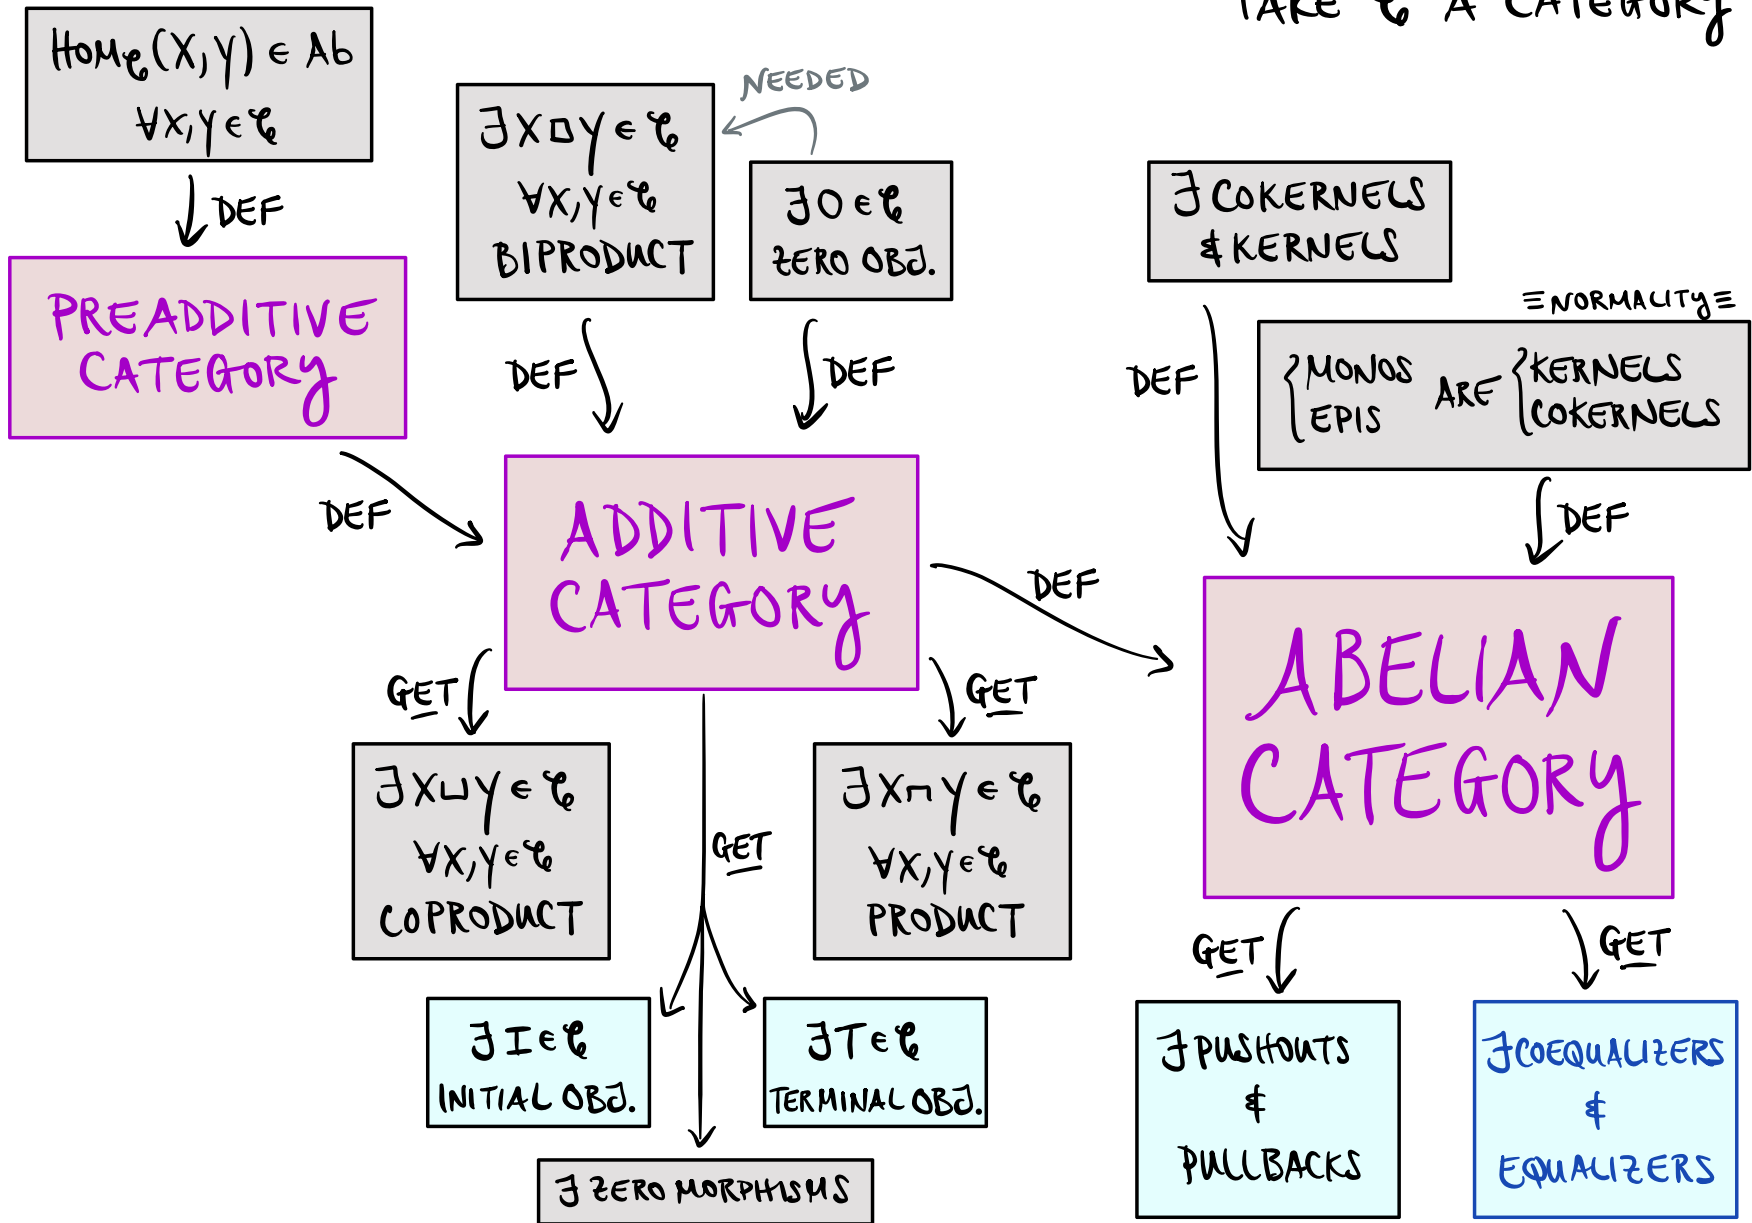 TAKE 𝒞 A CATEGORY
Hom𝒞(X,Y) ∈ Ab
∀X,Y ∈ 𝒞
DEF
PREADDITIVE
CATEGORY
DEF
NEEDED
∃X□Y ∈ 𝒞
∀X,Y ∈ 𝒞
BIPRODUCT
DEF
∃0 ∈ 𝒞
ZERO OBJ.
DEF
ADDITIVE
CATEGORY
DEF
∃ COKERNELS
& KERNELS
DEF
≡NORMALITY≡
{MONOS ARE {KERNELS
EPIS COKERNELS
DEF
ABELIAN
CATEGORY
GET
∃X⊔Y ∈ 𝒞
∀X,Y ∈ 𝒞
COPRODUCT
GET
GET
∃X⊓Y ∈ 𝒞
∀X,Y ∈ 𝒞
PRODUCT
∃I ∈ 𝒞
INITIAL OBJ.
∃T ∈ 𝒞
TERMINAL OBJ.
∃ ZERO MORPHISMS
GET
∃ PUSHOUTS
&
PULLBACKS
GET
∃COEQUALIZERS
&
EQUALIZERS